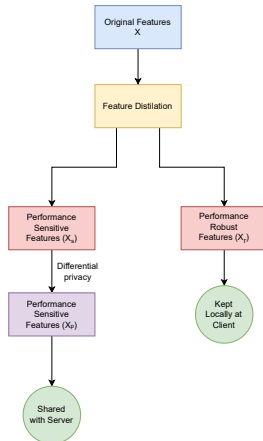 Original Features
X
Feature Distilation
Performance
Sensitive
Features (Xs)
Performance
Robust
Features (Xr)
Differential
privacy
Performance
Sensitive
Features (Xp)
Kept
Locally at
Client
Shared
with Server